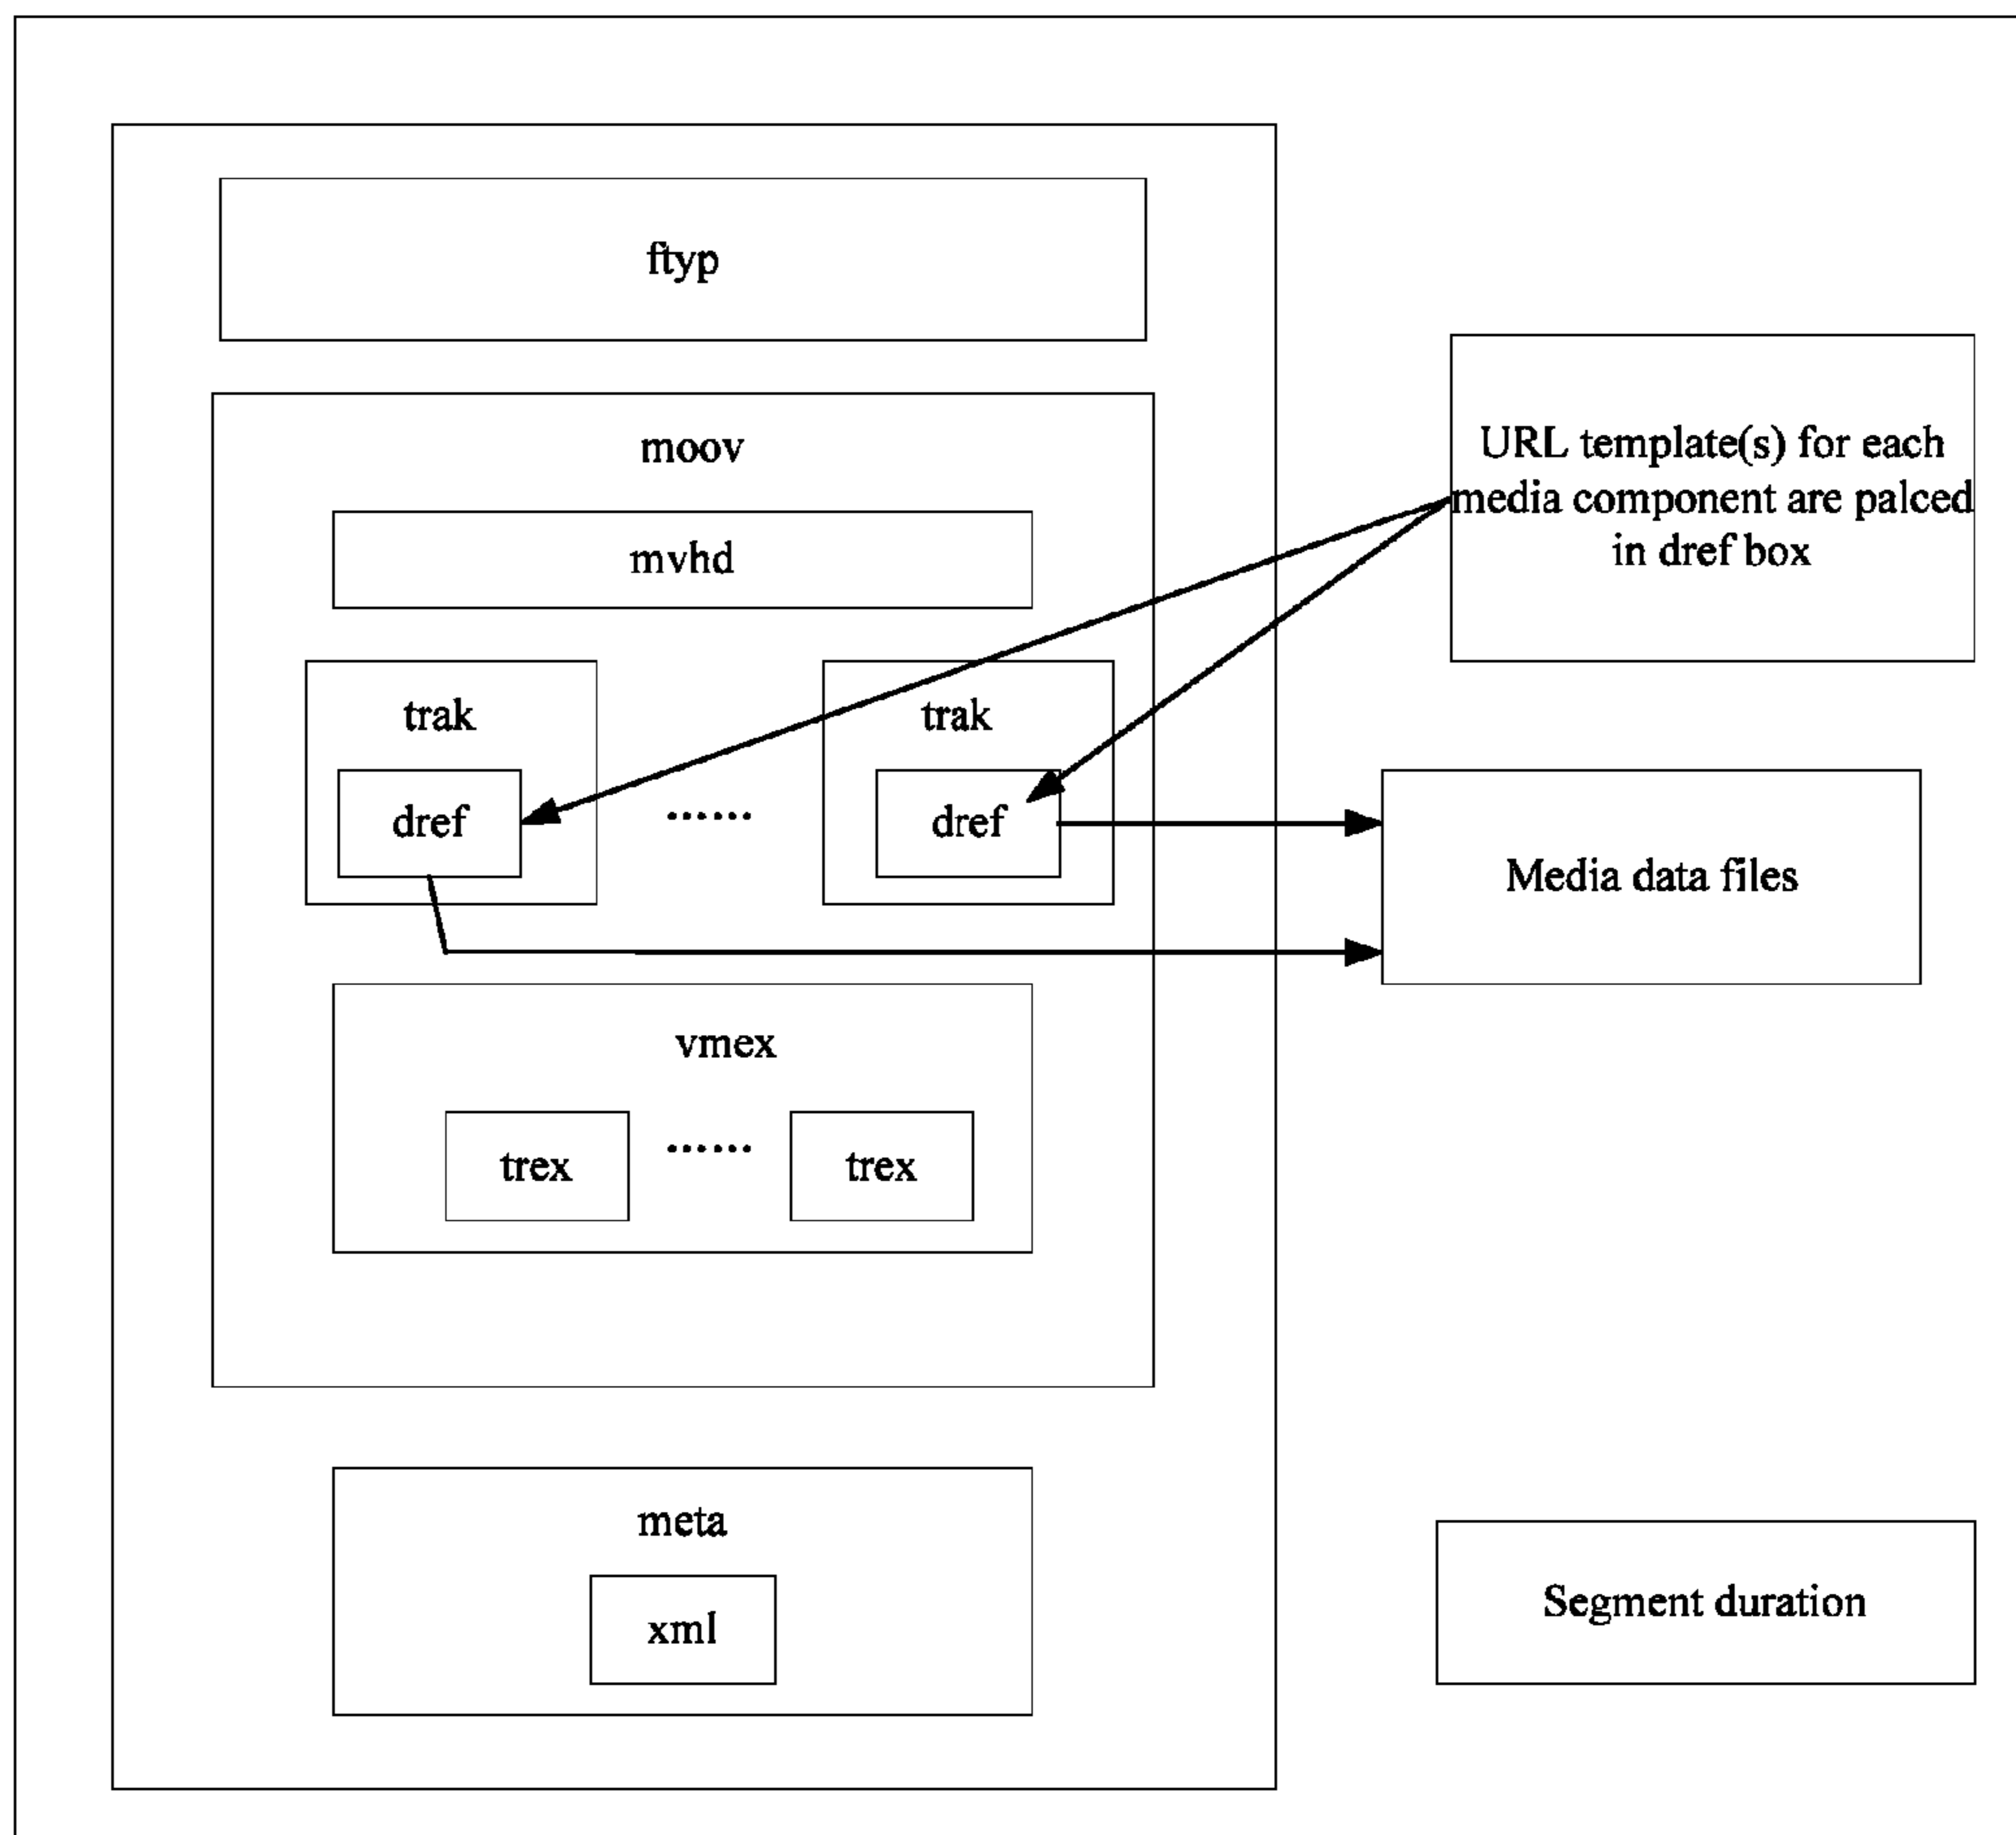 ftyp
moov
mvhd
trak
trak
dref
……
dref
vmex
trex
……
trex
meta
xml
URL template(s) for each
media component are palced
in dref box
Media data files
Segment duration